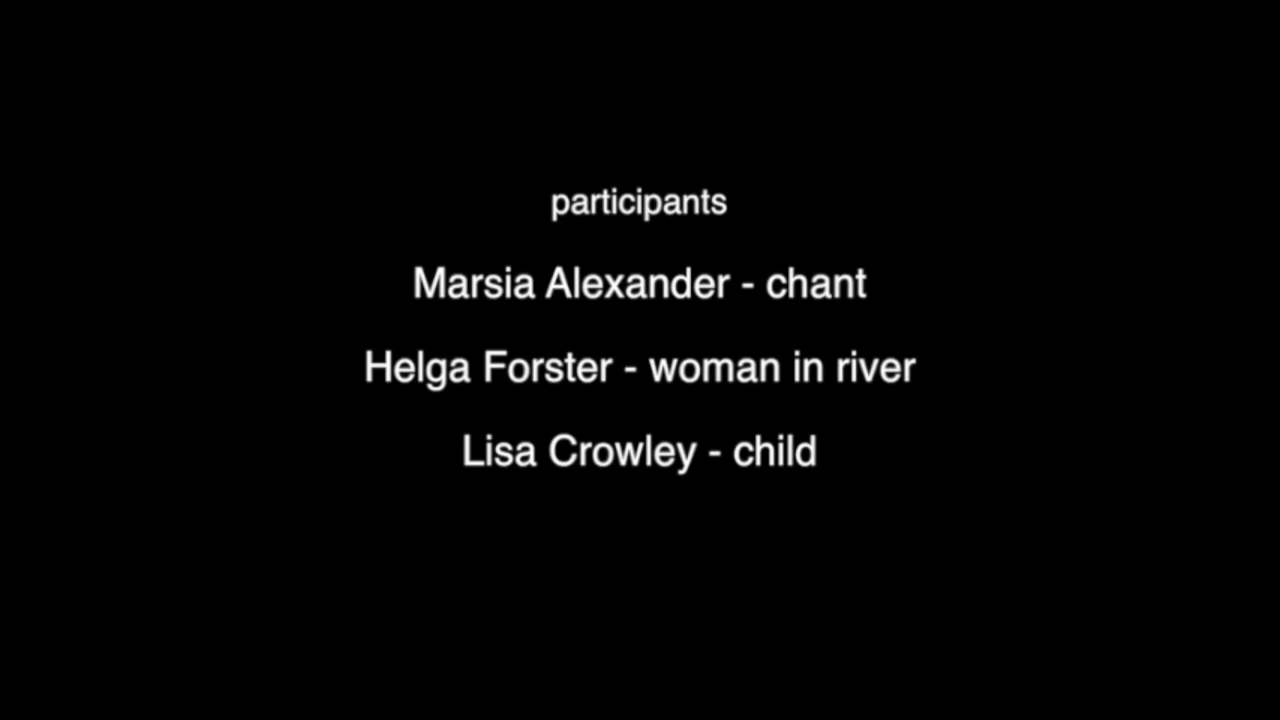 participants
Marsia Alexander - chant
Helga Forster - woman in river
Lisa Crowley - child